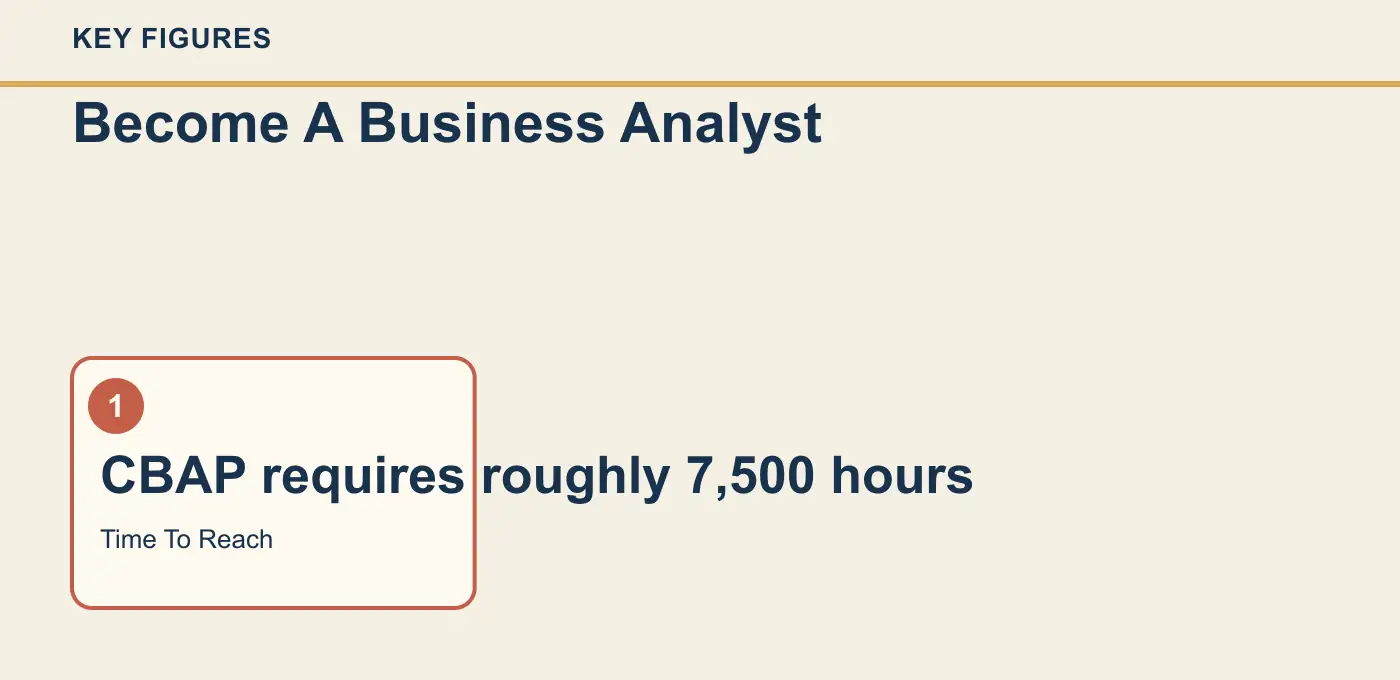 KEY FIGURES
Become A Business Analyst
1
CBAP requires roughly 7,500 hours
Time To Reach